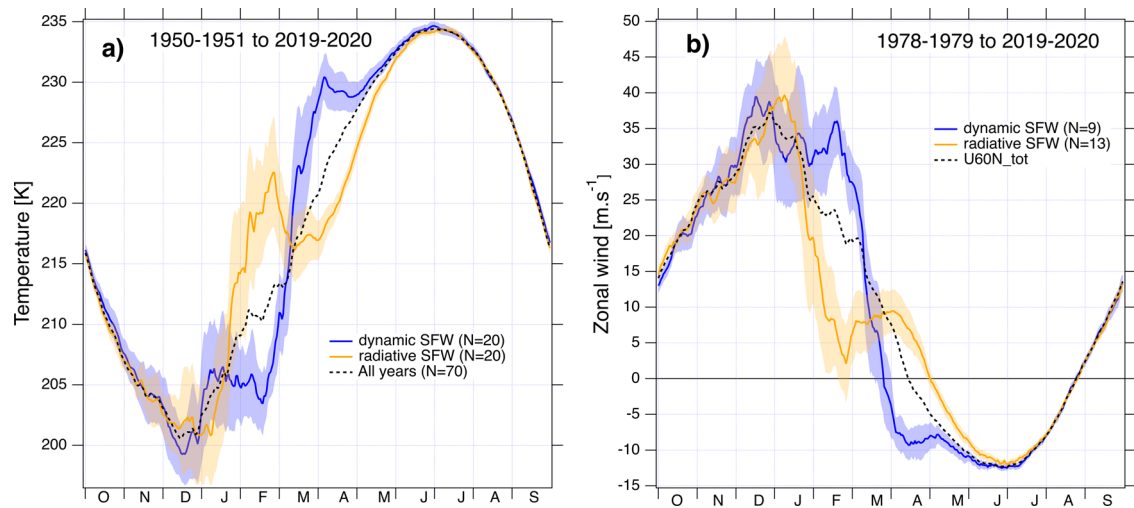 a)
1950-1951 to 2019-2020
Temperature [K]
235
230
225
220
215
210
205
200
dynamic SFW (N=20)
radiative SFW (N=20)
All years (N=70)
O N D J F M A M J J A S
b)
1978-1979 to 2019-2020
Zonal wind [m.s⁻¹]
50
45
40
35
30
25
20
15
10
5
0
-5
-10
-15
dynamic SFW (N=9)
radiative SFW (N=13)
U60N_tot
O N D J F M A M J J A S